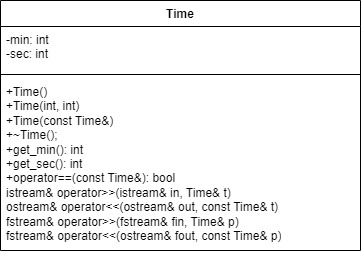 Time
-min: int
-sec: int
+Time()
+Time(int, int)
+Time(const Time&)
+~Time();
+get_min(): int
+get_sec(): int
+operator==(const Time&): bool
istream& operator>>(istream& in, Time& t)
ostream& operator<<(ostream& out, const Time& t)
fstream& operator>>(fstream& fin, Time& p)
fstream& operator<<(ostream& fout, const Time& p)